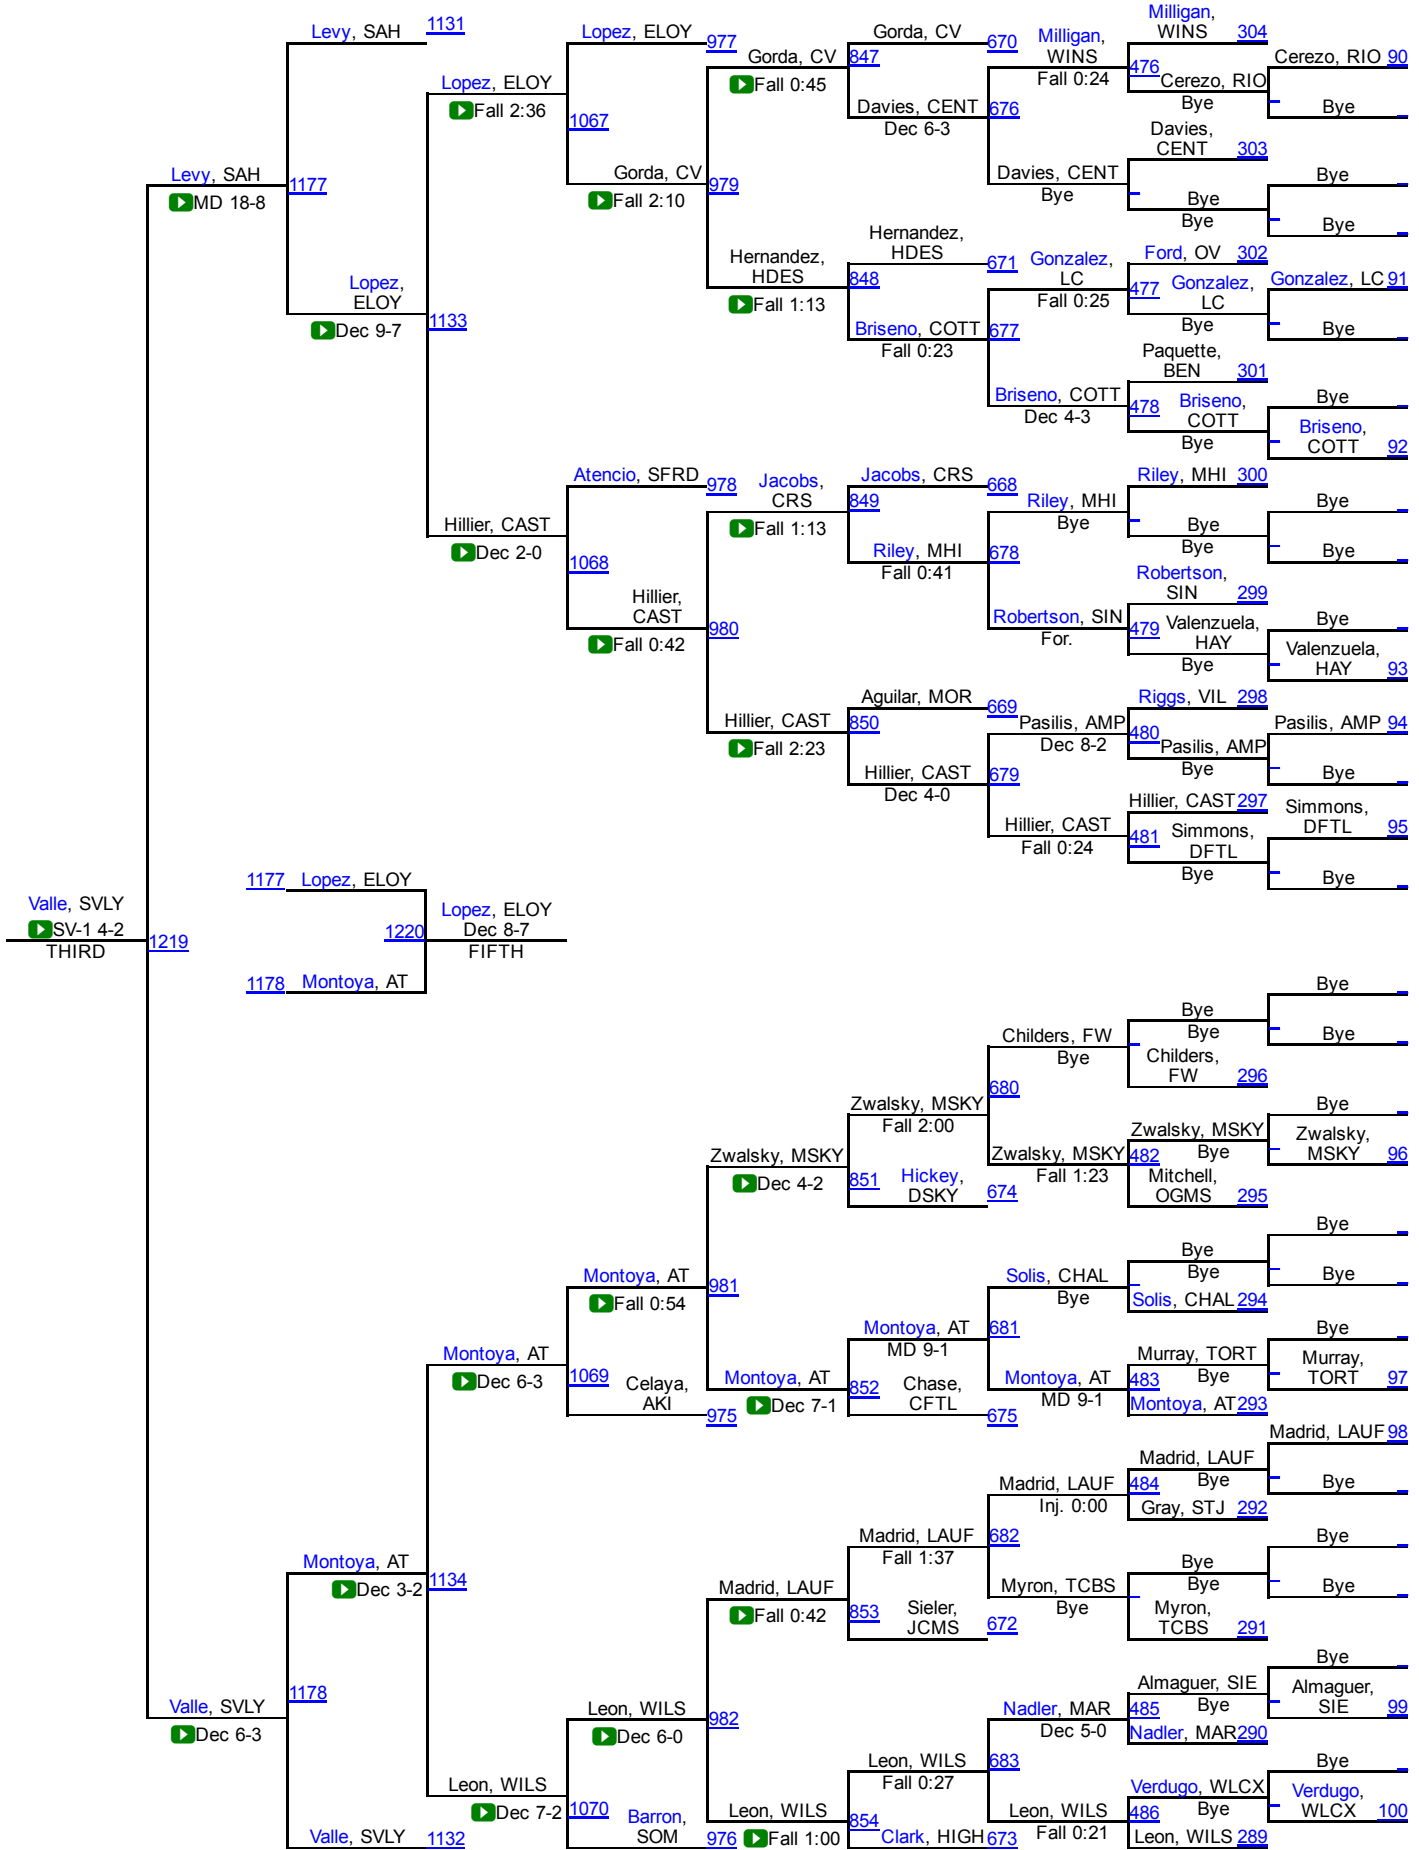 Levy, SAH 1131
Lopez, ELOY 977
Gorda, CV 670
Milligan,
WINS 304
Milligan,
WINS
Fall 0:24
Cerezo, RIO 90
Gorda, CV 847
Fall 0:45
476
Cerezo, RIO
Bye
Lopez, ELOY
Fall 2:36
Davies, CENT 676
Dec 6-3
Bye
1067
Davies,
CENT 303
Levy, SAH
MD 18-8
1177
Gorda, CV 979
Fall 2:10
Davies, CENT
Bye
Bye
Bye
Bye
Bye
Hernandez,
HDES 671
Hernandez,
HDES
Fall 1:13
848
Gonzalez,
LC
Fall 0:25
Ford, OV 302
477 Gonzalez,
LC
Bye
Gonzalez, LC 91
Bye
Lopez,
ELOY
Dec 9-7
1133
Briseno, COTT 677
Fall 0:23
Paquette,
BEN 301
Briseno, COTT
Dec 4-3
478 Briseno,
COTT
Bye
Bye
Briseno,
COTT 92
Atencio, SFRD 978
Jacobs,
CRS
Fall 1:13
Jacobs, CRS 668
849
Riley, MHI
Bye
Riley, MHI 300
Bye
Bye
Bye
Bye
Hillier, CAST
Dec 2-0
1068
Riley, MHI 678
Fall 0:41
Robertson,
SIN 299
Hillier,
CAST
Fall 0:42
980
Robertson, SIN
For.
479 Valenzuela,
HAY
Bye
Bye
Valenzuela,
HAY 93
Aguilar, MOR 669
Riggs, VIL 298
Hillier, CAST
Fall 2:23
850
Pasilis, AMP
Dec 8-2
480
Pasilis, AMP
Bye
Pasilis, AMP 94
Bye
Hillier, CAST 679
Dec 4-0
Hillier, CAST 297
Simmons,
DFTL 95
Hillier, CAST
Fall 0:24
481 Simmons,
DFTL
Bye
Bye
1177 Lopez, ELOY
Valle, SVLY
SV-1 4-2
THIRD
1219
1220
Lopez, ELOY
Dec 8-7
FIFTH
1178 Montoya, AT
Bye
Bye
Bye
Bye
Childers, FW
Bye
Childers,
FW 296
680
Zwalsky, MSKY
Fall 2:00
Bye
Zwalsky, MSKY
Dec 4-2
Zwalsky, MSKY
Fall 1:23
Zwalsky, MSKY
482 Bye
Zwalsky,
MSKY 96
851 Hickey,
DSKY 674
Mitchell,
OGMS 295
Bye
Bye
Bye
Bye
Montoya, AT
Fall 0:54
981
Solis, CHAL
Bye
Solis, CHAL 294
Montoya, AT 681
MD 9-1
Bye
Montoya, AT
Dec 6-3
1069 Celaya,
AKI 975
Montoya, AT
Dec 7-1
852 Chase,
CFTL 675
Montoya, AT
MD 9-1
Murray, TORT
483 Bye
Murray,
TORT 97
Montoya, AT 293
Madrid, LAUF 98
Madrid, LAUF
484 Bye
Bye
Madrid, LAUF
Inj. 0:00
Gray, STJ 292
Madrid, LAUF 682
Fall 1:37
Bye
Bye
Bye
Bye
Montoya, AT
Dec 3-2
1134
Madrid, LAUF
Fall 0:42
853 Sieler,
JCMS 672
Myron, TCBS
Bye
Myron,
TCBS 291
Bye
Valle, SVLY
Dec 6-3
1178
Leon, WILS
Dec 6-0
982
Nadler, MAR
Dec 5-0
Almaguer, SIE
485 Bye
Almaguer,
SIE 99
Nadler, MAR 290
Leon, WILS 683
Fall 0:27
Bye
Leon, WILS
Dec 7-2
1070 Barron,
SOM 976
Leon, WILS
Fall 1:00
854
Clark, HIGH 673
Leon, WILS
Fall 0:21
Verdugo, WLCX
486 Bye
Verdugo,
WLCX 100
Leon, WILS 289
Valle, SVLY 1132